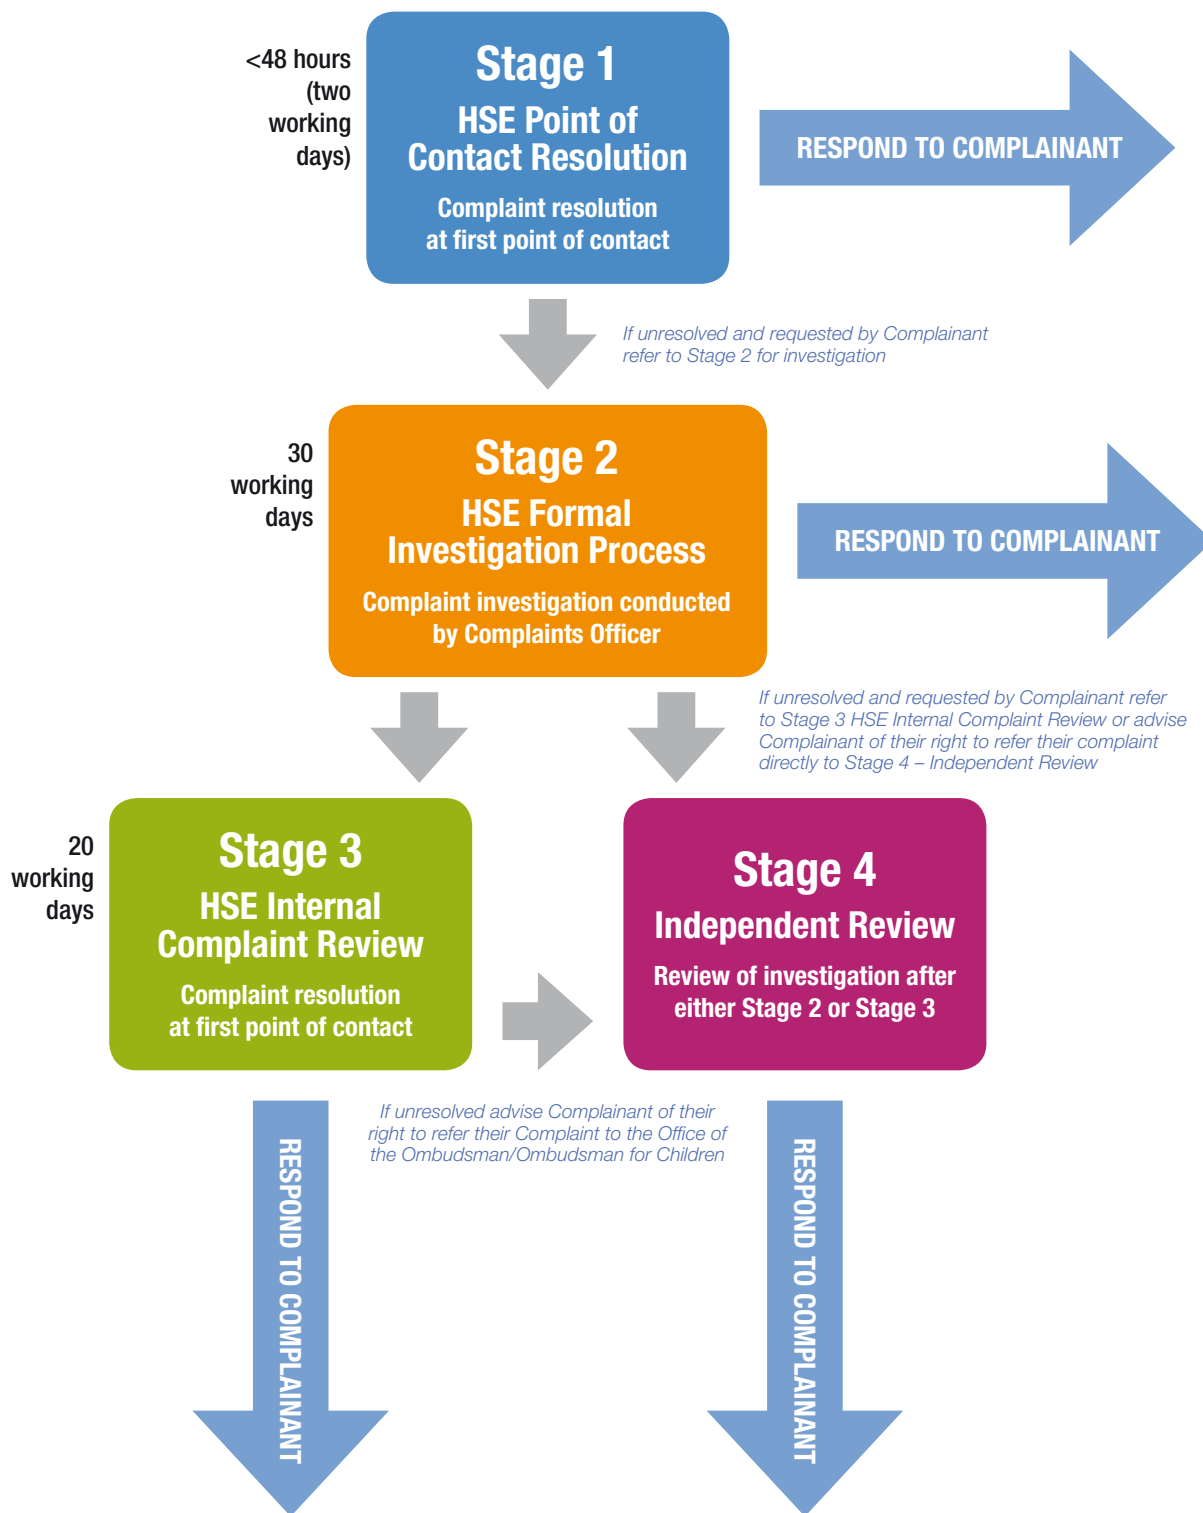 <48 hours
(two
working
days)
Stage 1
HSE Point of
Contact Resolution
Complaint resolution
at first point of contact
RESPOND TO COMPLAINANT
If unresolved and requested by Complainant
refer to Stage 2 for investigation
30
working
days
Stage 2
HSE Formal
Investigation Process
Complaint investigation conducted
by Complaints Officer
RESPOND TO COMPLAINANT
If unresolved and requested by Complainant refer
to Stage 3 HSE Internal Complaint Review or advise
Complainant of their right to refer their complaint
directly to Stage 4 – Independent Review
20
working
days
Stage 3
HSE Internal
Complaint Review
Complaint resolution
at first point of contact
Stage 4
Independent Review
Review of investigation after
either Stage 2 or Stage 3
If unresolved advise Complainant of their
right to refer their Complaint to the Office of
the Ombudsman/Ombudsman for Children
RESPOND TO COMPLAINANT
RESPOND TO COMPLAINANT